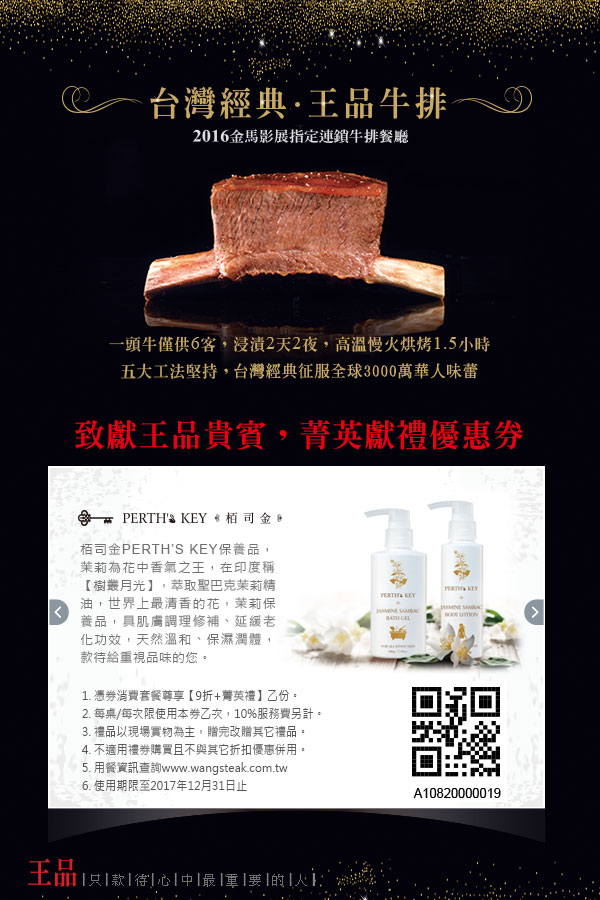 台灣經典·王品牛排
2016金馬影展指定連鎖牛排餐廳
一頭牛僅供6客，浸漬2天2夜，高溫慢火烘烤1.5小時
五大工法堅持，台灣經典征服全球3000萬華人味蕾
致獻王品貴賓，菁英獻禮優惠券
PERTH'S KEY 栢司金
栢司金PERTH'S KEY保養品，
茉莉為花中香氣之王，在印度稱
【樹叢月光】，萃取聖巴克茉莉精
油，世界上最清香的花，茉莉保
養品，具肌膚調理修補、延緩老
化功效，天然溫和、保濕潤體，
款待給重視品味的您。
PERTH'S KEY
JASMINE SAMBAC
BATH GEL
PERTH'S KEY
JASMINE SAMBAC
BODY LOTION
1. 憑券消費套餐尊享【9折+菁英禮】乙份。
2. 每桌/每次限使用本券乙次，10%服務費另計。
3. 禮品以現場實物為主，贈完改贈其它禮品。
4. 不適用禮券購買且不與其它折扣優惠併用。
5. 用餐資訊查詢www.wangsteak.com.tw
6. 使用期限至2017年12月31日止
A10820000019
王品|只|款|待|心|中|最|重|要|的|人|